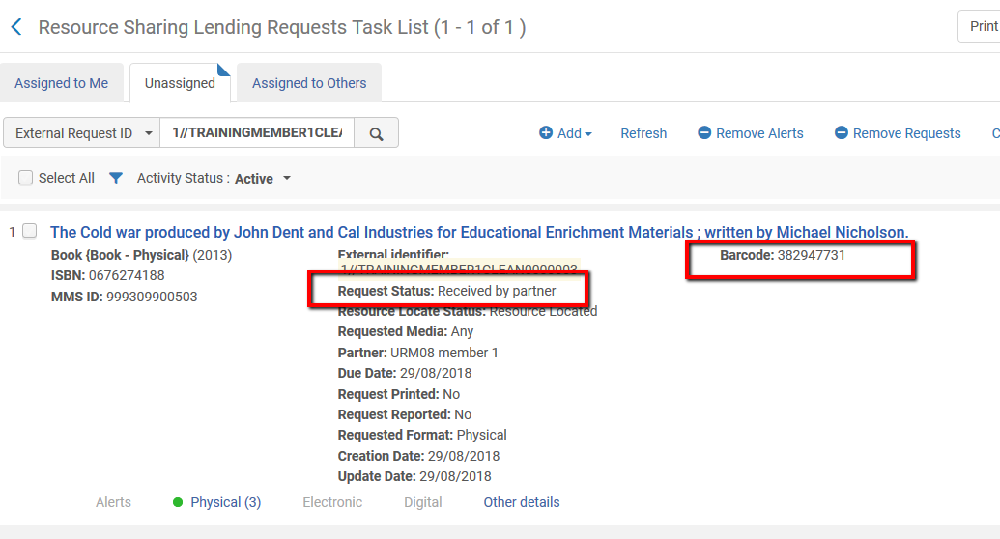 Resource Sharing Lending Requests Task List (1 - 1 of 1 )
Print
Assigned to Me
Unassigned
Assigned to Others
External Request ID
1//TRAININGMEMBER1CLEA
Add
Refresh
Remove Alerts
Remove Requests
C
Select All
Activity Status : Active
1
The Cold war produced by John Dent and Cal Industries for Educational Enrichment Materials ; written by Michael Nicholson.
Book {Book - Physical} (2013)
ISBN: 0676274188
MMS ID: 999309900503
External identifier:
1//TRAININGMEMBER1CLEAN0000003
Request Status: Received by partner
Resource Locate Status: Resource Located
Requested Media: Any
Partner: URM08 member 1
Due Date: 29/08/2018
Request Printed: No
Request Reported: No
Requested Format: Physical
Creation Date: 29/08/2018
Update Date: 29/08/2018
Barcode: 382947731
Alerts
Physical (3)
Electronic
Digital
Other details